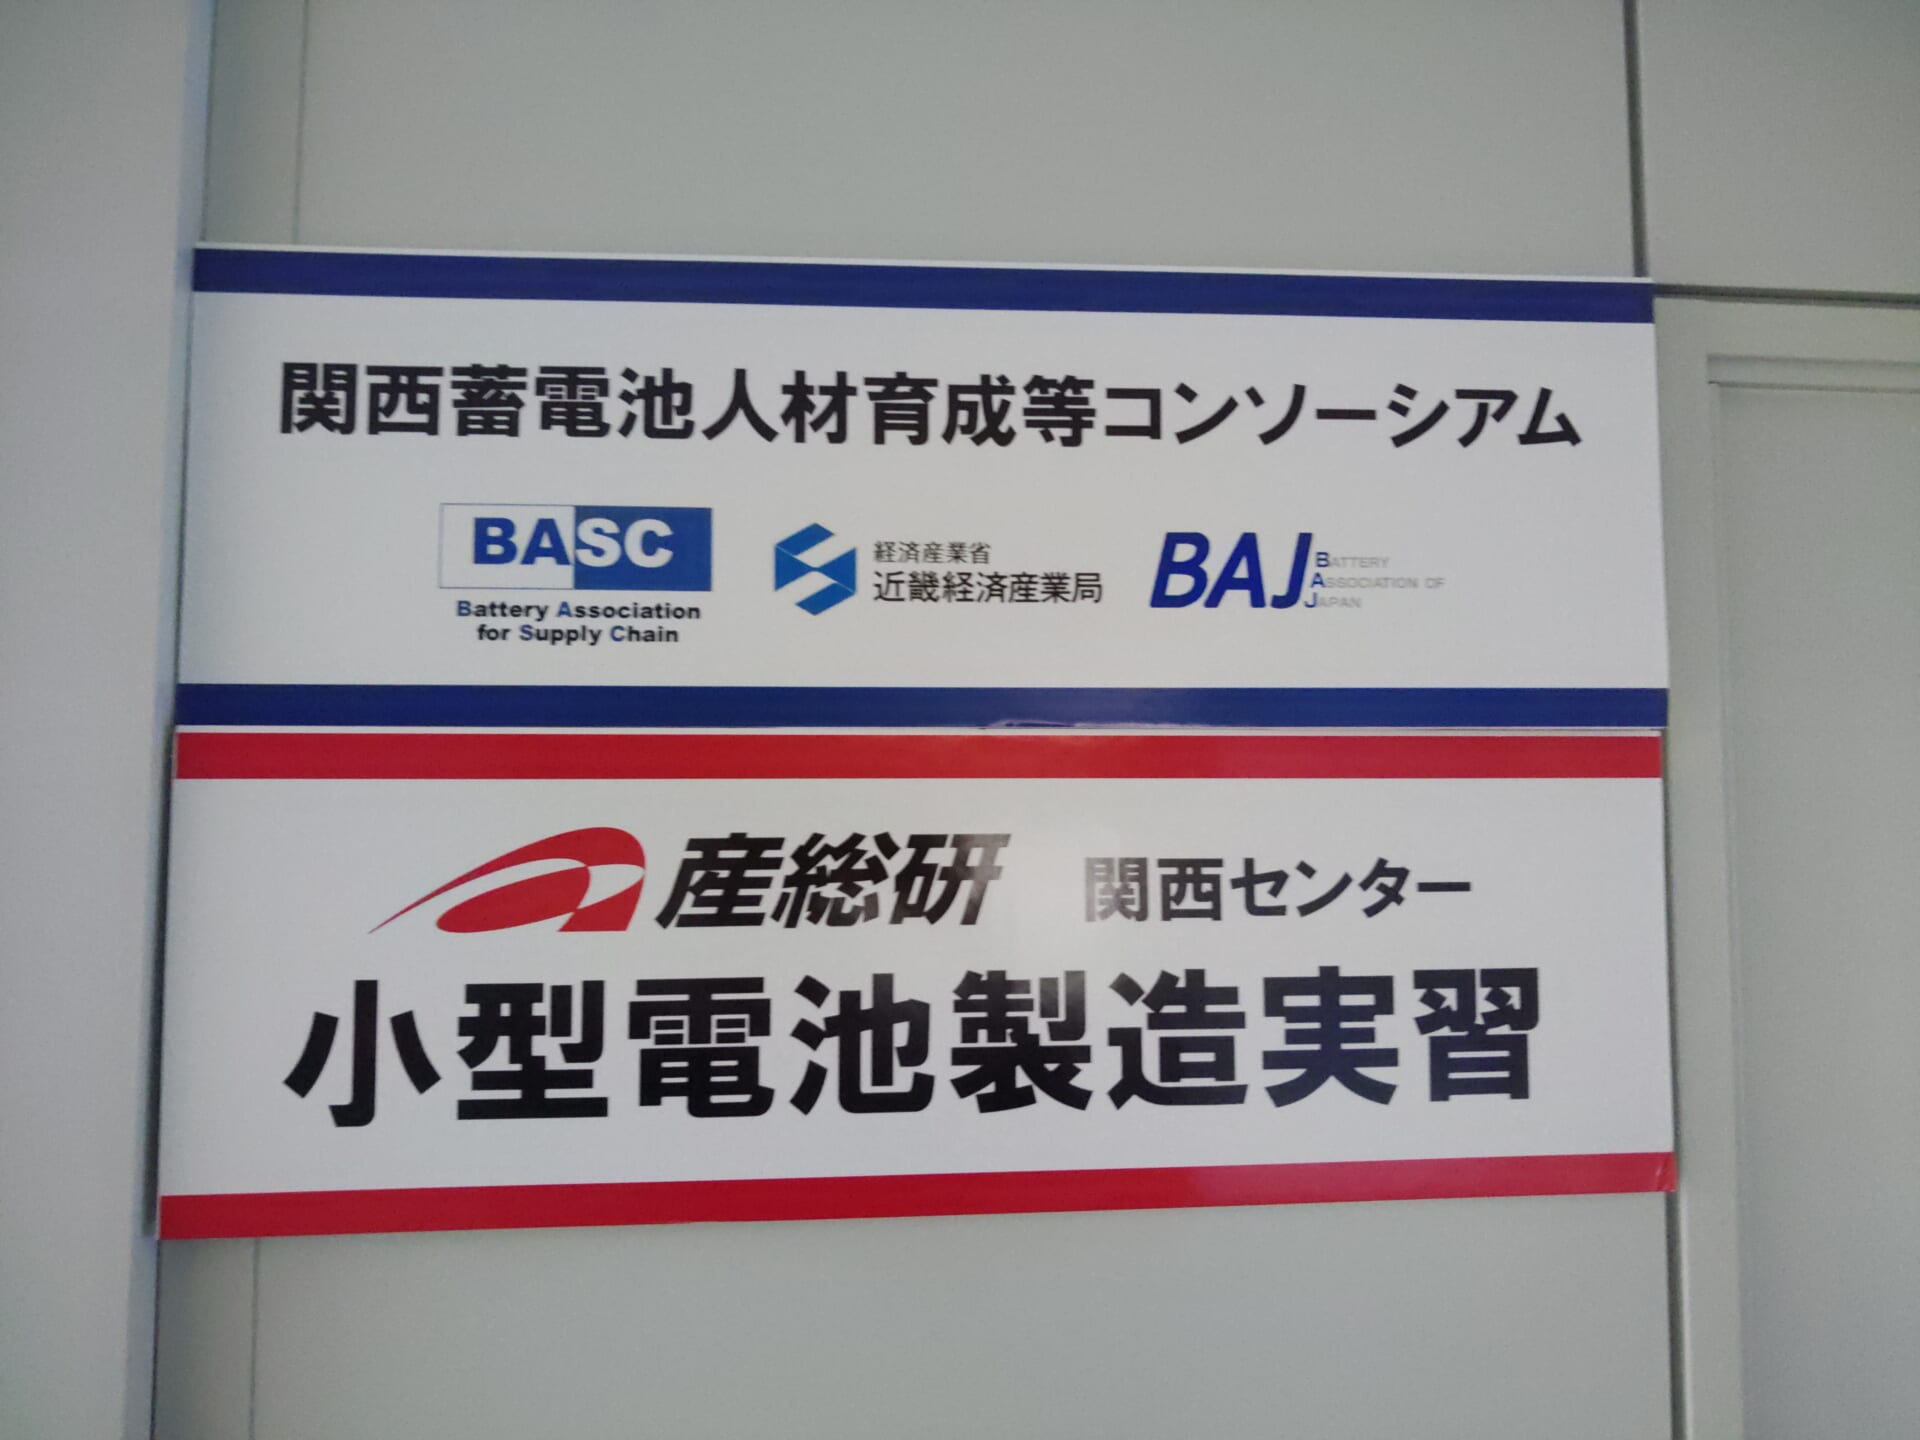 関西蓄電池人材育成等コンソーシアム
BASC
Battery Association
for Supply Chain
経済産業省
近畿経済産業局
BAJ
BATTERY
ASSOCIATION OF
JAPAN
産総研 関西センター
小型電池製造実習